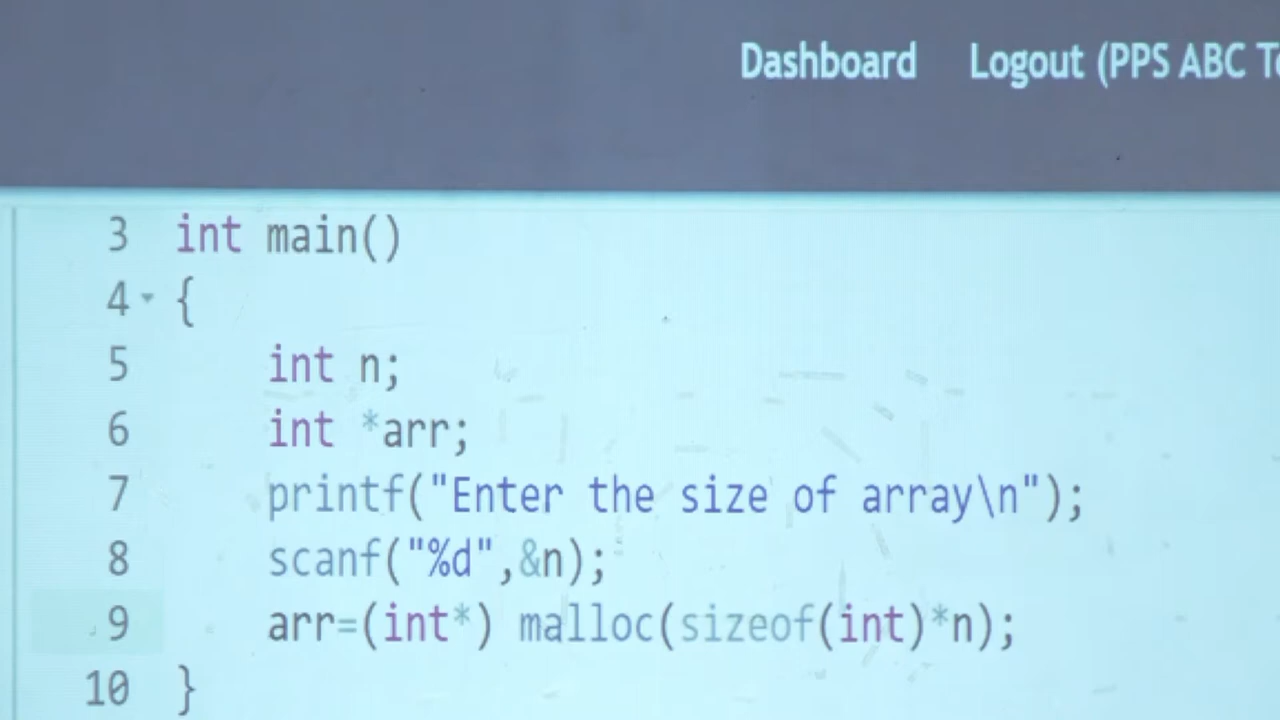 Dashboard Logout (PPS ABC
3 int main()
4 {
5     int n;
6     int *arr;
7     printf("Enter the size of array\n");
8     scanf("%d",&n);
9     arr=(int*) malloc(sizeof(int)*n);
10 }